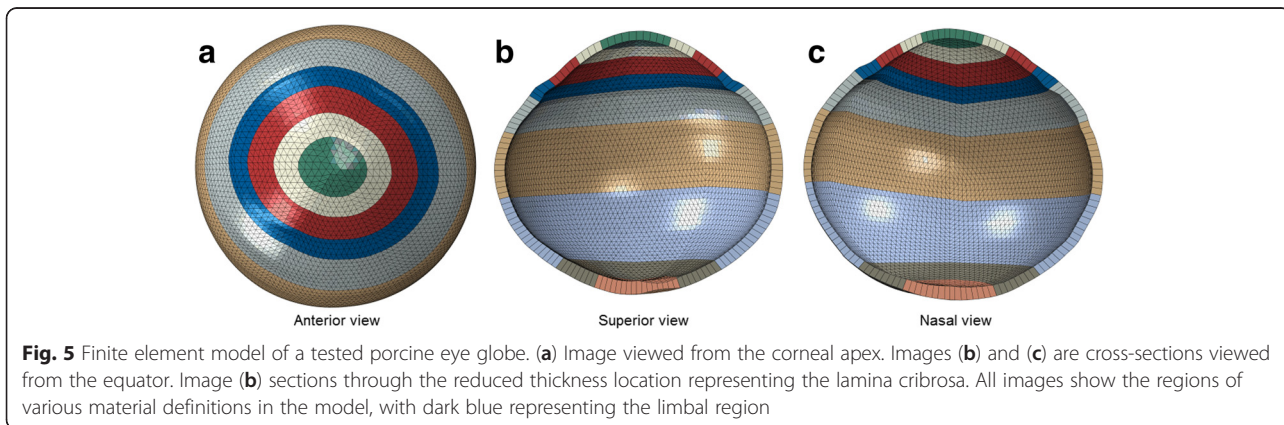 a
b
c
Anterior view
Superior view
Nasal view
Fig. 5 Finite element model of a tested porcine eye globe. (a) Image viewed from the corneal apex. Images (b) and (c) are cross-sections viewed
from the equator. Image (b) sections through the reduced thickness location representing the lamina cribrosa. All images show the regions of
various material definitions in the model, with dark blue representing the limbal region